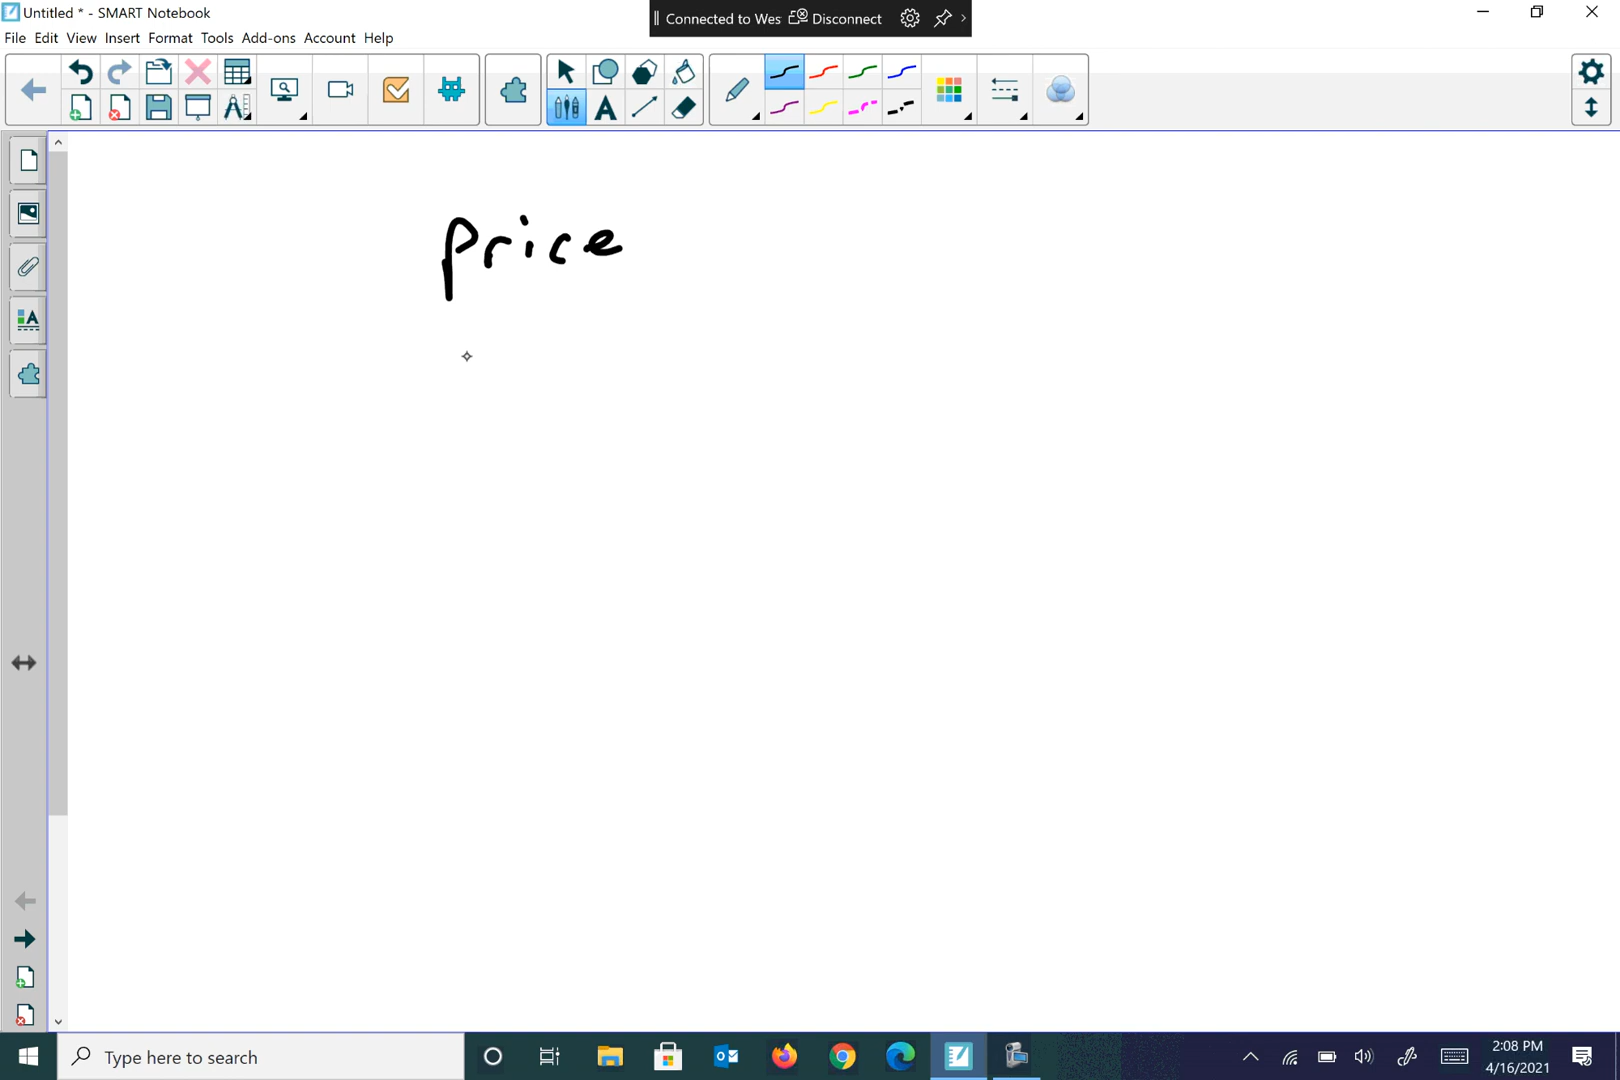 Untitled * - SMART Notebook
Connected to Wes Disconnect
File Edit View Insert Format Tools Add-ons Account Help
Price
Type here to search
2:08 PM
4/16/2021